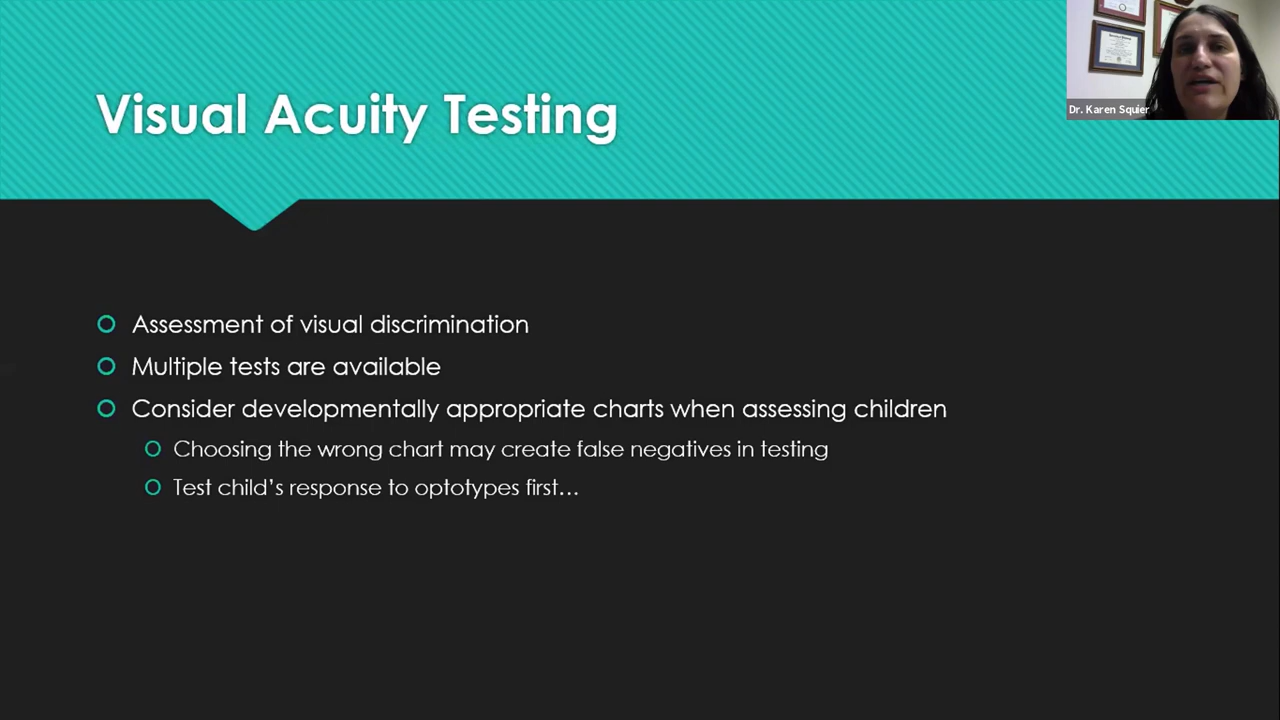 Visual Acuity Testing
Dr. Karen Squier
Assessment of visual discrimination
Multiple tests are available
Consider developmentally appropriate charts when assessing children
Choosing the wrong chart may create false negatives in testing
Test child’s response to optotypes first…